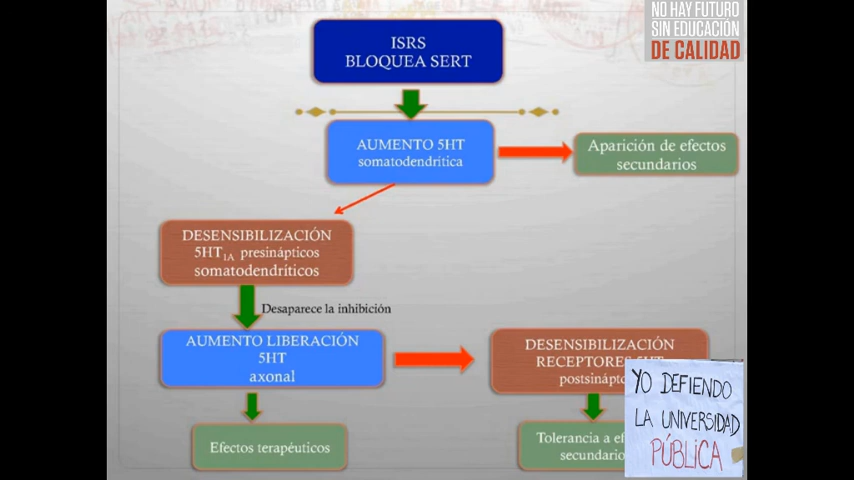 NO HAY FUTURO
SIN EDUCACIÓN
DE CALIDAD
ISRS
BLOQUEA SERT
AUMENTO 5HT
somatodendrítica
Aparición de efectos
secundarios
DESENSIBILIZACIÓN
5HT1A presinápticos
somatodendríticos
Desaparece la inhibición
AUMENTO LIBERACIÓN
5HT
axonal
DESENSIBILIZACIÓN
RECEPTORES 5HT
Efectos terapéuticos
Tolerancia a
YO DEFIENDO
LA UNIVERSIDAD
PÚBLICA